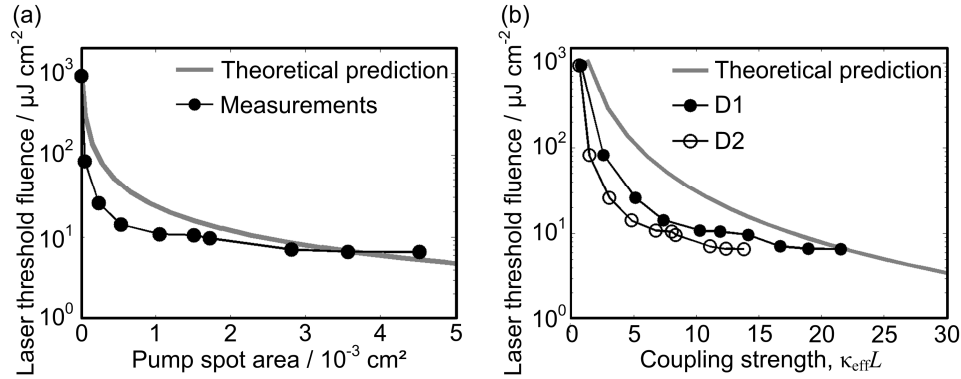 (a)
Laser threshold fluence / µJ cm⁻²
10³
10²
10¹
10⁰
Theoretical prediction
Measurements
0 1 2 3 4 5
Pump spot area / 10⁻³ cm²
(b)
Laser threshold fluence / µJ cm⁻²
10³
10²
10¹
10⁰
Theoretical prediction
D1
D2
0 5 10 15 20 25 30
Coupling strength, κeffL